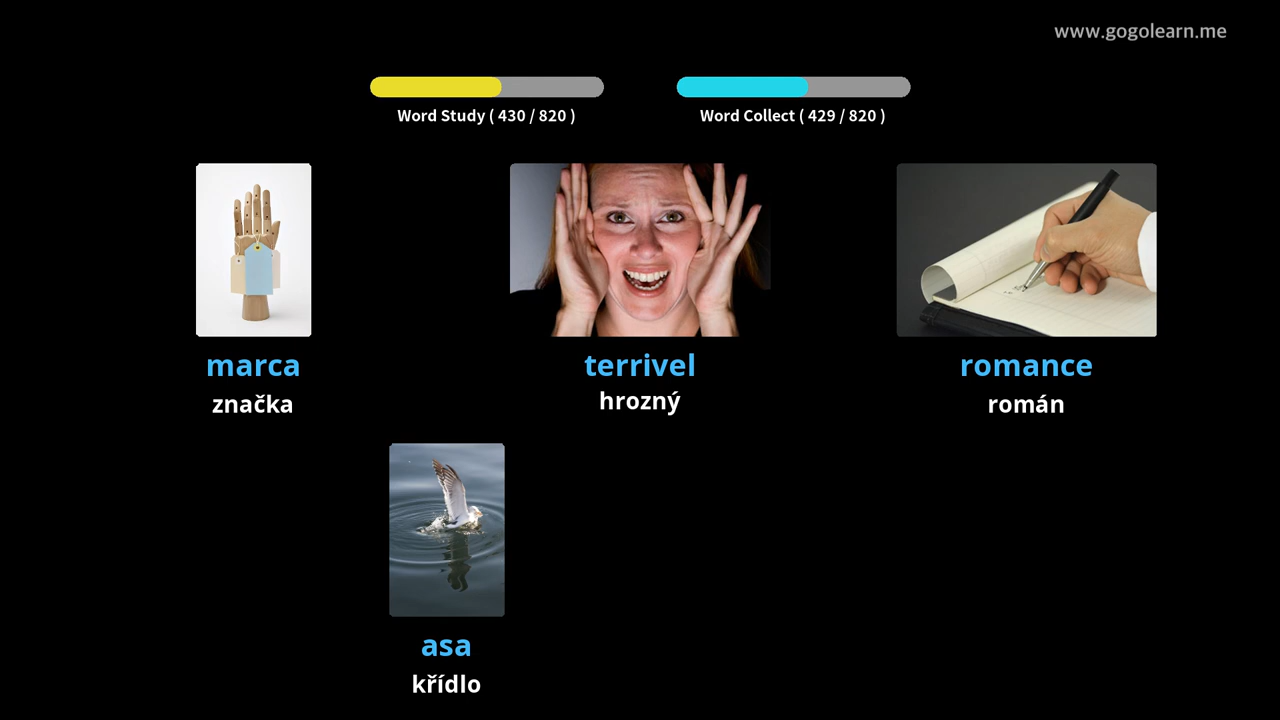 www.gogolearn.me
Word Study ( 430 / 820 )
Word Collect ( 429 / 820 )
marca
značka
terrivel
hrozný
romance
román
asa
křídlo